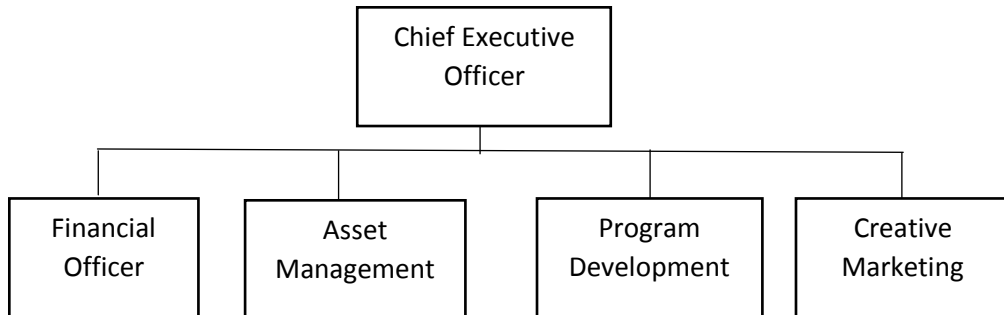 Chief Executive
Officer
Financial
Officer
Asset
Management
Program
Development
Creative
Marketing